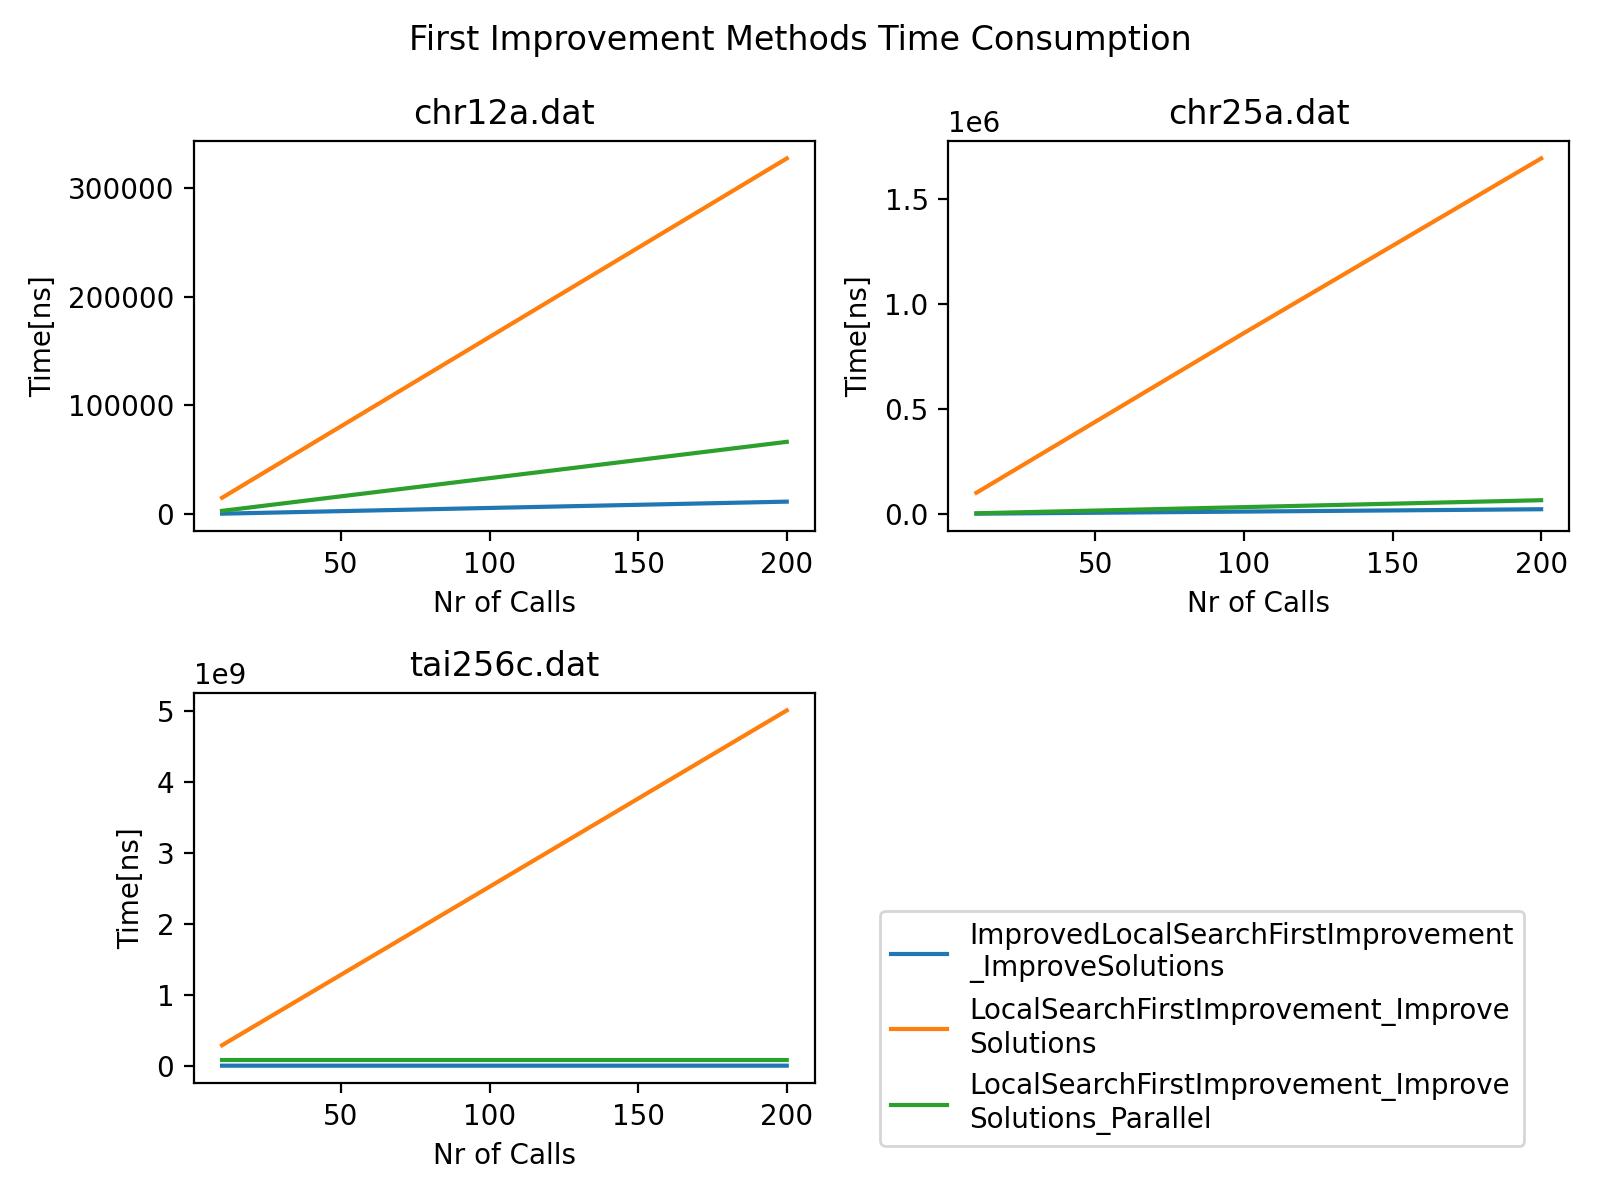 First Improvement Methods Time Consumption
chr12a.dat
300000
200000
100000
0
Time[ns]
50 100 150 200
Nr of Calls
chr25a.dat
1e6
1.5
1.0
0.5
0.0
Time[ns]
50 100 150 200
Nr of Calls
tai256c.dat
1e9
5
4
3
2
1
0
Time[ns]
50 100 150 200
Nr of Calls
ImprovedLocalSearchFirstImprovement
_ImproveSolutions
LocalSearchFirstImprovement_Improve
Solutions
LocalSearchFirstImprovement_Improve
Solutions_Parallel